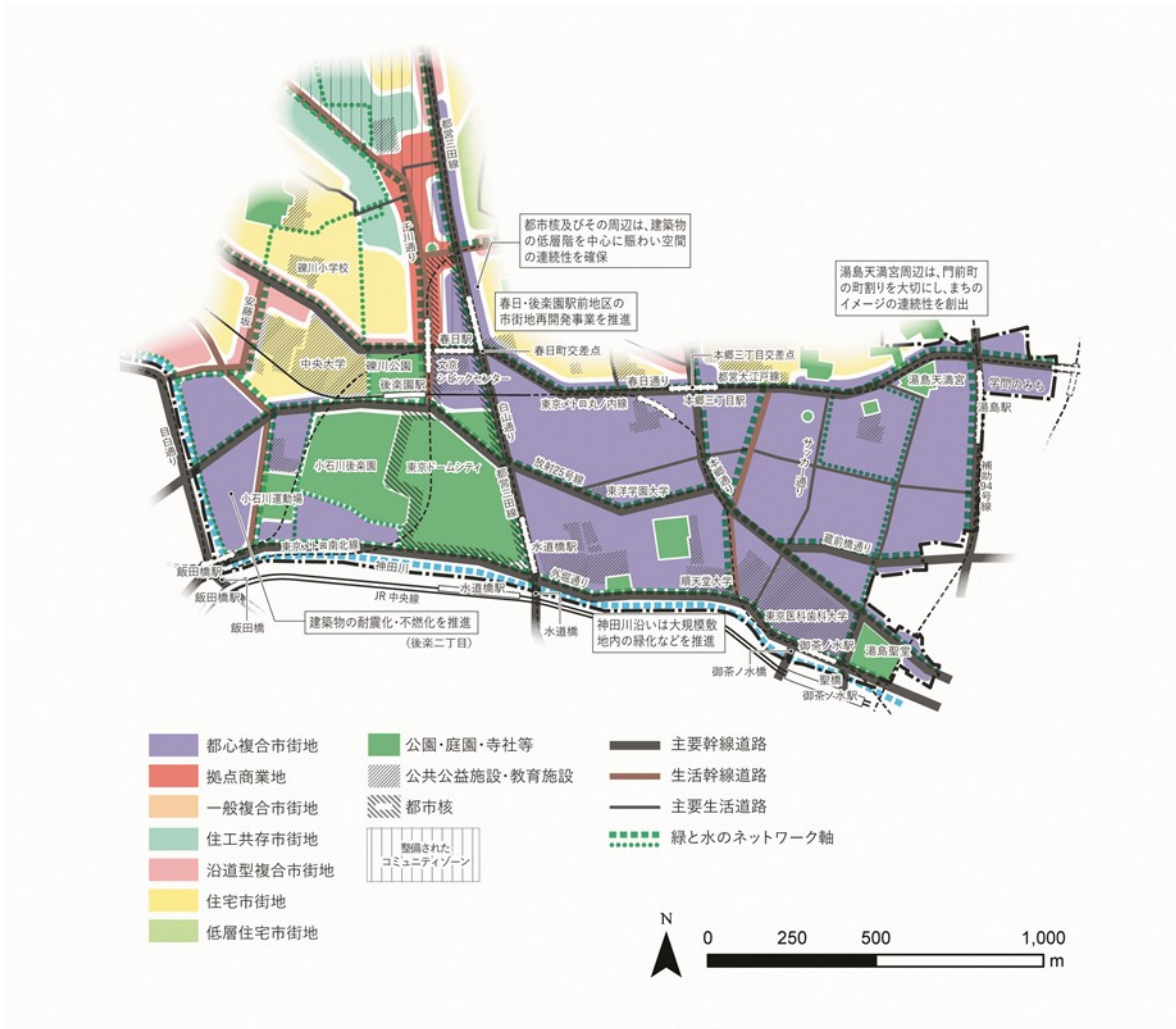 都営三田線
千川通り
都市核及びその周辺は、建築物
の低層階を中心に賑わい空間
の連続性を確保
湯島天満宮周辺は、門前町
の町割りを大切にし、まちの
イメージの連続性を創出
礫川小学校
安藤坂
春日・後楽園駅前地区の
市街地再開発事業を推進
春日駅
春日町交差点
中央大学
礫川公園
文京
シビックセンター
後楽園駅
本郷三丁目交差点
春日通り
都営大江戸線
東京メトロ丸ノ内線
本郷三丁目駅
湯島天満宮
学問のみち
湯島駅
目白通り
白山通り
小石川後楽園
東京ドームシティ
都営三田線
放射25号線
東洋学園大学
本郷通り
サッカー通り
補助94号線
小石川運動場
蔵前橋通り
東京メトロ南北線
水道橋駅
神田川
外堀通り
順天堂大学
飯田橋駅
飯田橋駅
JR中央線
水道橋駅
東京医科歯科大学
飯田橋
建築物の耐震化・不燃化を推進
(後楽二丁目)
水道橋
神田川沿いは大規模敷
地内の緑化などを推進
御茶ノ水駅
湯島聖堂
御茶ノ水橋
聖橋
御茶ノ水駅
都心複合市街地
拠点商業地
一般複合市街地
住工共存市街地
沿道型複合市街地
住宅市街地
低層住宅市街地
公園・庭園・寺社等
公共公益施設・教育施設
都市核
整備された
コミュニティゾーン
主要幹線道路
生活幹線道路
主要生活道路
緑と水のネットワーク軸
N
0 250 500 1,000
m